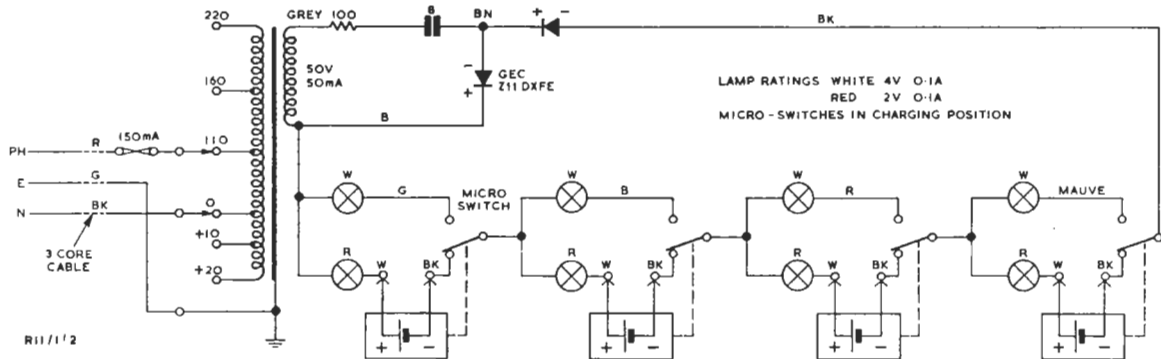 220
GREY 100
8
BN
- +
BK
160
50V
50mA
-
+
GEC
Z11 DXFE
LAMP RATINGS WHITE 4V 0·1A
RED 2V 0·1A
MICRO-SWITCHES IN CHARGING POSITION
B
PH
R
150mA
110
E
G
N
BK
0
3 CORE
CABLE
+10
+20
W
G
MICRO
SWITCH
W
B
W
R
W
MAUVE
R
W
BK
R
W
BK
R
W
BK
R
W
BK
+ -
+ -
+ -
+ -
R11/1'2